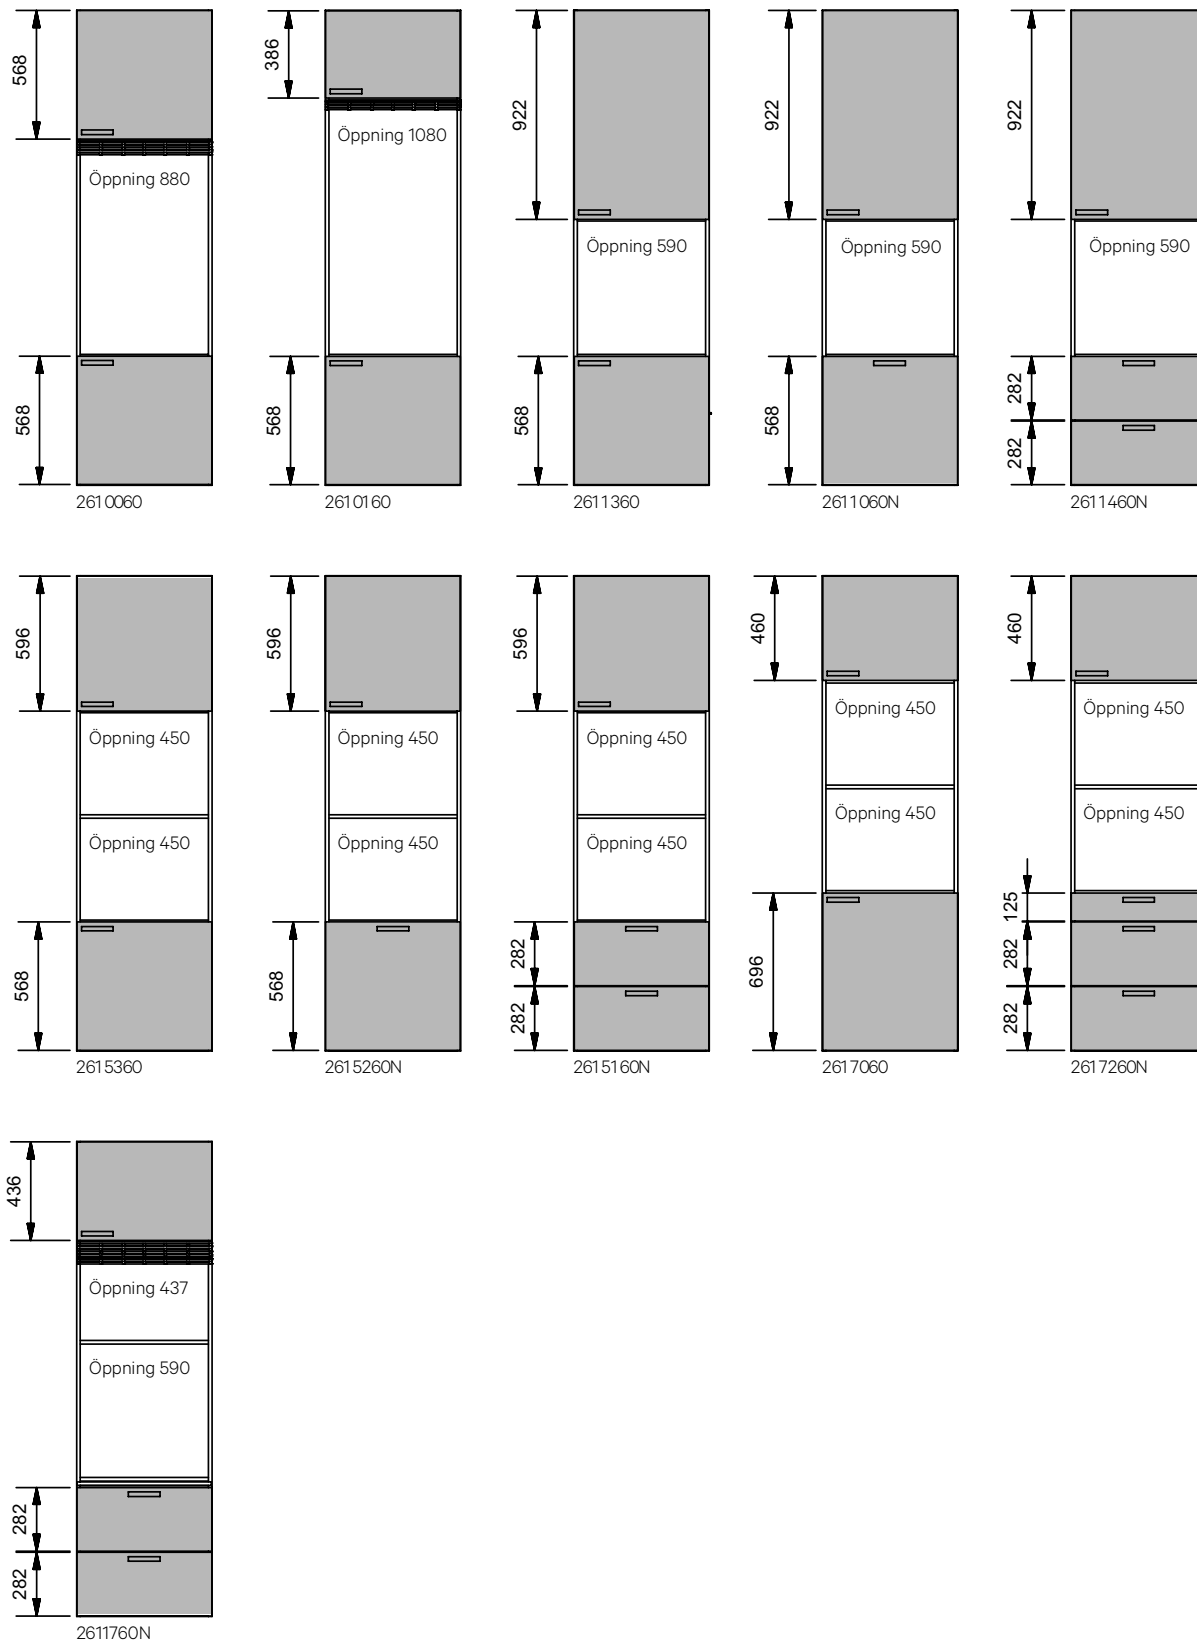 568
Öppning 880
568
2610060
386
Öppning 1080
568
2610160
922
Öppning 590
568
2611360
922
Öppning 590
568
2611060N
922
Öppning 590
282
282
2611460N
596
Öppning 450
Öppning 450
568
2615360
596
Öppning 450
Öppning 450
568
2615260N
596
Öppning 450
Öppning 450
282
282
2615160N
460
Öppning 450
Öppning 450
696
2617060
460
Öppning 450
Öppning 450
125
282
282
2617260N
436
Öppning 437
Öppning 590
282
282
2611760N